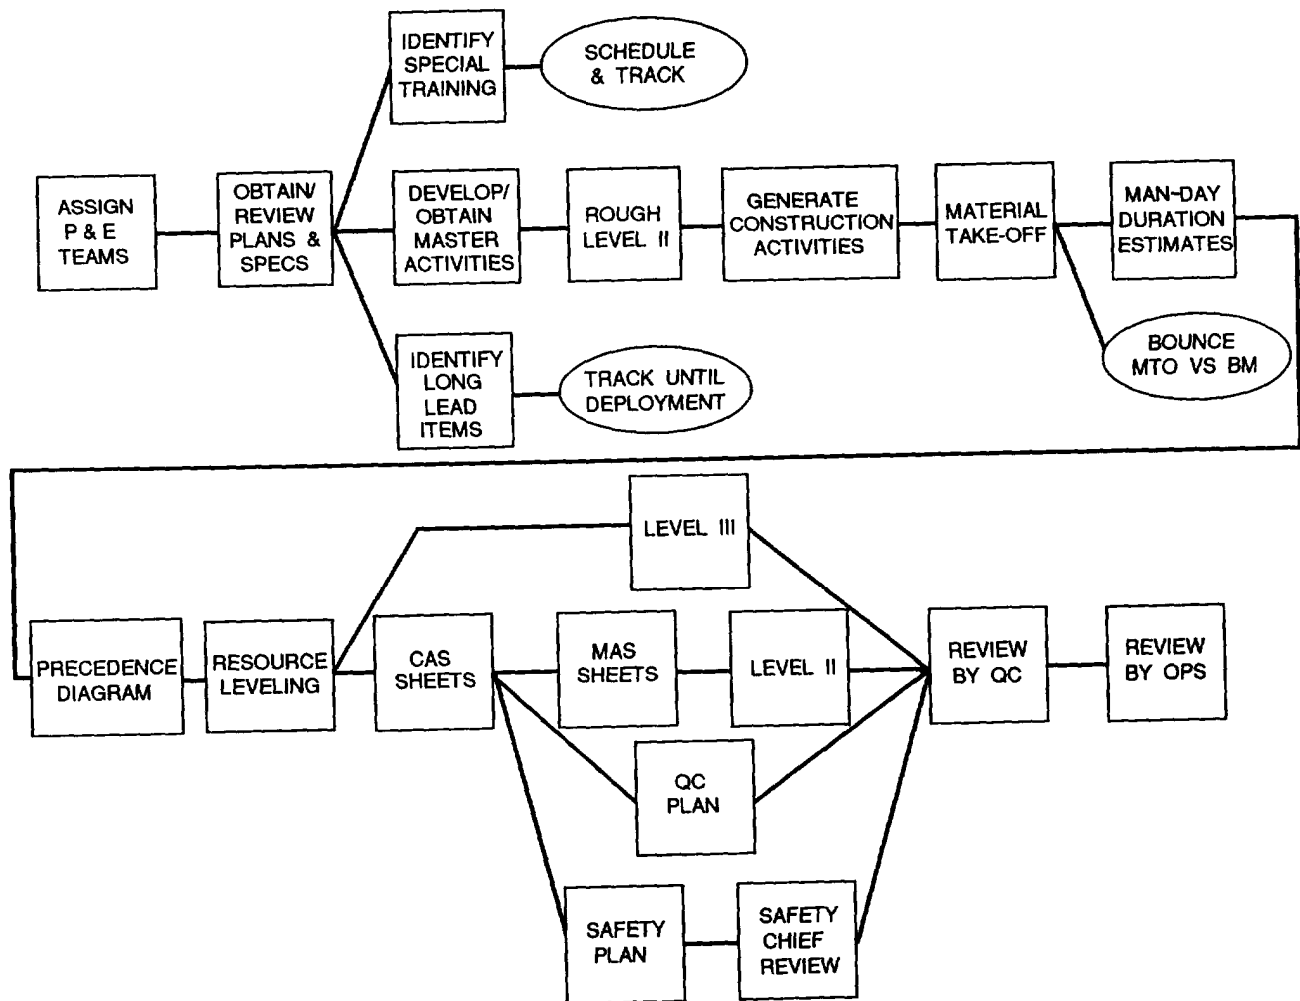 IDENTIFY
SPECIAL
TRAINING
SCHEDULE
& TRACK
ASSIGN
P & E
TEAMS
OBTAIN/
REVIEW
PLANS &
SPECS
DEVELOP/
OBTAIN
MASTER
ACTIVITIES
ROUGH
LEVEL II
GENERATE
CONSTRUCTION
ACTIVITIES
MATERIAL
TAKE-OFF
MAN-DAY
DURATION
ESTIMATES
IDENTIFY
LONG
LEAD
ITEMS
TRACK UNTIL
DEPLOYMENT
BOUNCE
MTO VS BM
LEVEL III
PRECEDENCE
DIAGRAM
RESOURCE
LEVELING
CAS
SHEETS
MAS
SHEETS
LEVEL II
REVIEW
BY QC
REVIEW
BY OPS
QC
PLAN
SAFETY
PLAN
SAFETY
CHIEF
REVIEW